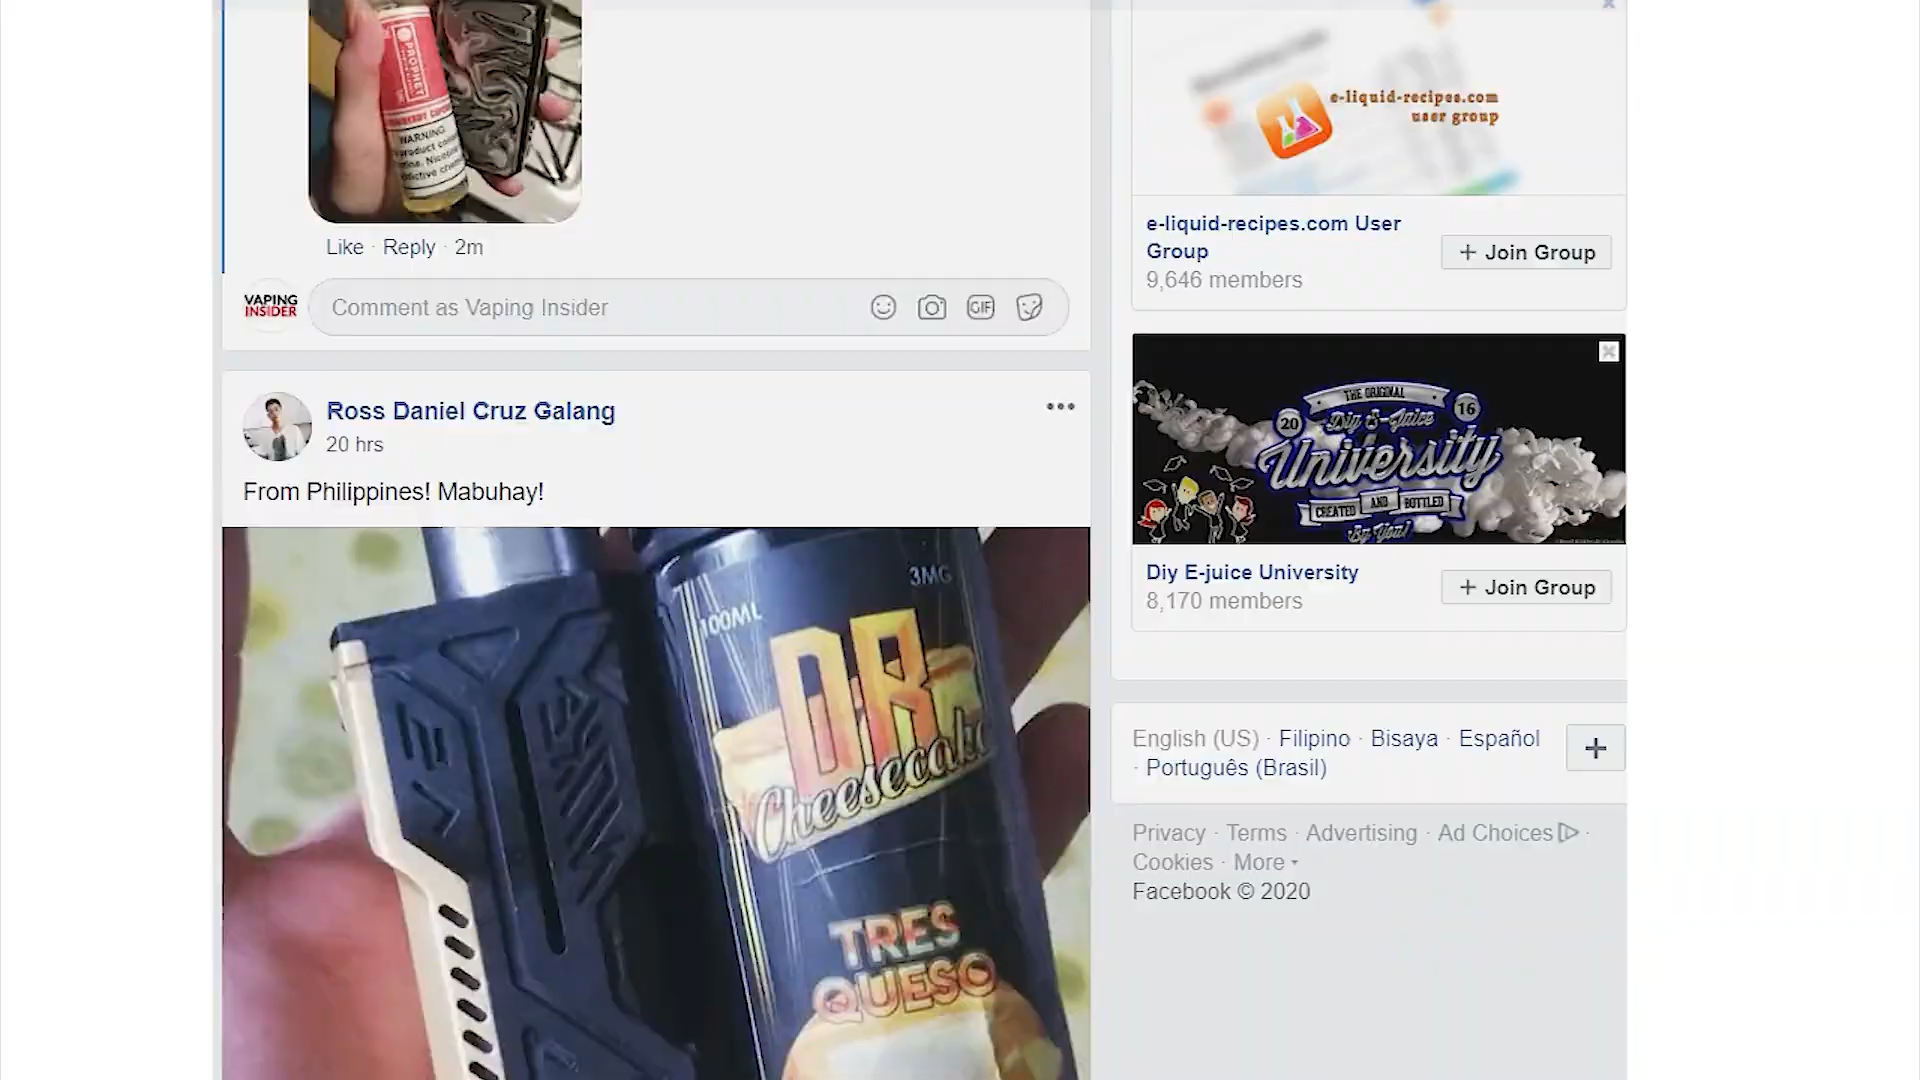 PROPHET
WARNING
Like · Reply · 2m
VAPING
INSIDER
Comment as Vaping Insider
GIF
Ross Daniel Cruz Galang
20 hrs
From Philippines! Mabuhay!
100ML
3MG
DR
Cheesecake
TRES
QUESO
e-liquid-recipes.com
user group
e-liquid-recipes.com User
Group
9,646 members
+ Join Group
THE ORIGINAL
20
16
Diy E-Juice
University
CREATED AND BOTTLED
By You!
Diy E-juice University
8,170 members
+ Join Group
English (US) · Filipino · Bisaya · Español
· Português (Brasil)
Privacy · Terms · Advertising · Ad Choices ·
Cookies · More
Facebook © 2020